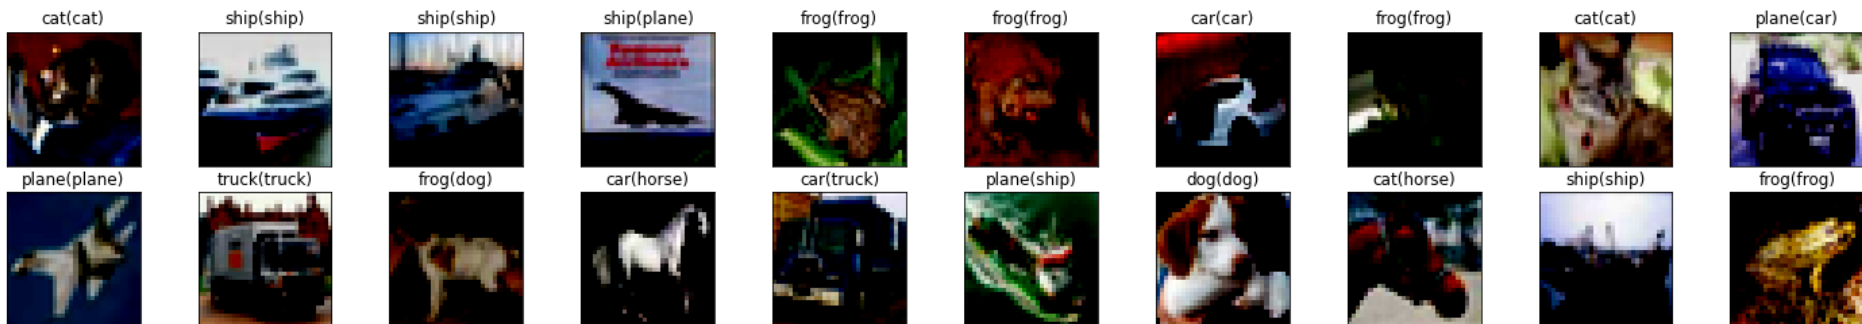 cat(cat) ship(ship) ship(ship) ship(plane) frog(frog) frog(frog) car(car) frog(frog) cat(cat) plane(car)
Airlines
plane(plane) truck(truck) frog(dog) car(horse) car(truck) plane(ship) dog(dog) cat(horse) ship(ship) frog(frog)